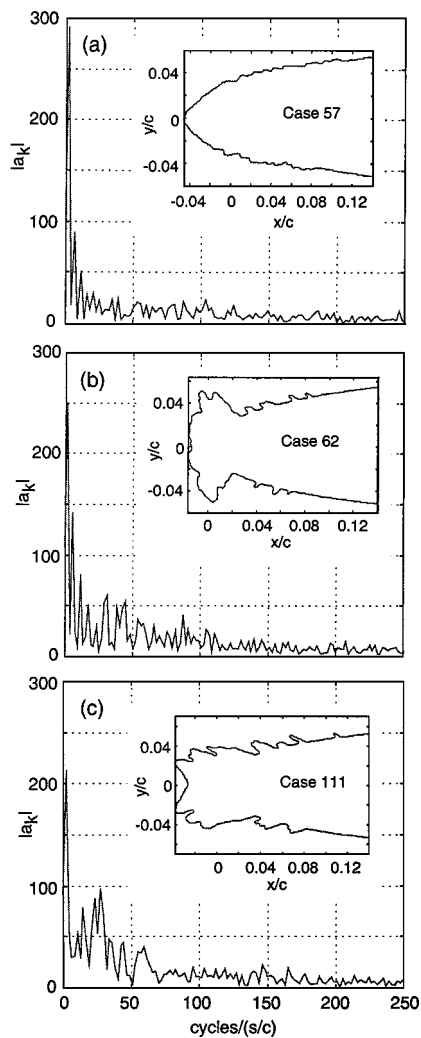 300
(a)
200
|ak|
100
0
0.04
y/c
0
-0.04
Case 57
-0.04 0 0.04 0.08 0.12
x/c
300
(b)
200
|ak|
100
0
0.04
y/c
0
-0.04
Case 62
0 0.04 0.08 0.12
x/c
300
(c)
200
|ak|
100
0
0.04
y/c
0
-0.04
Case 111
0 0.04 0.08 0.12
x/c
0 50 100 150 200 250
cycles/(s/c)